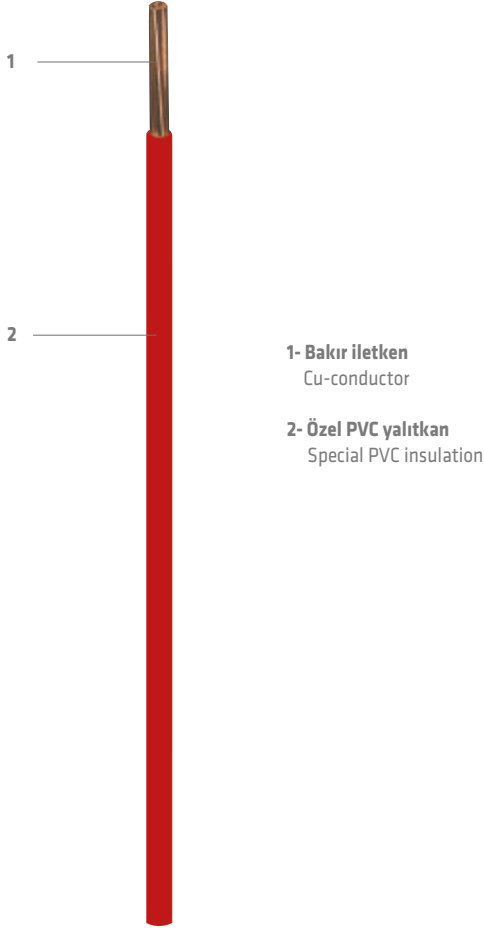 1
2
1- Bakır iletken
Cu-conductor
2- Özel PVC yalıtkan
Special PVC insulation